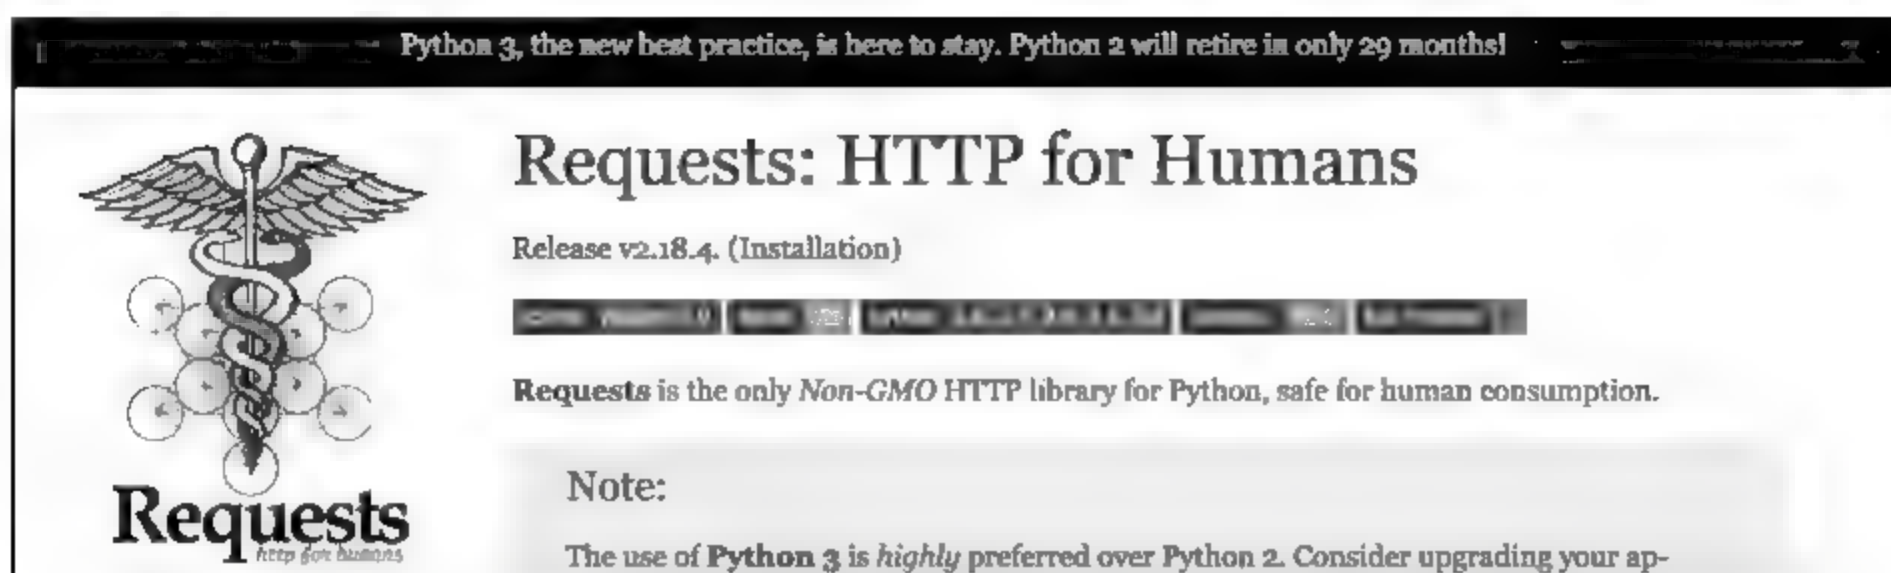 Python 3, the new best practice, is here to stay. Python 2 will retire in only 29 months!
Requests: HTTP for Humans
Release v2.18.4. (Installation)
Requests is the only Non-GMO HTTP library for Python, safe for human consumption.
Note:
The use of Python 3 is highly preferred over Python 2. Consider upgrading your ap-
Requests
http for humans